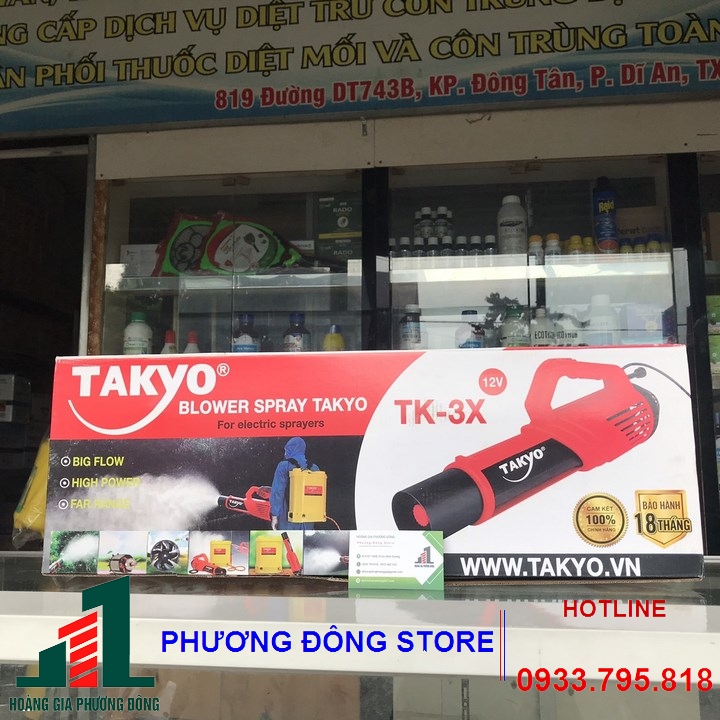 NG CẤP DỊCH VỤ DIỆT TRỪ CÔN TRÙNG
ÂN PHỐI THUỐC DIỆT MỐI VÀ CÔN TRÙNG TOÀN
819 Đường DT743B, KP. Đông Tân, P. Dĩ An, TX
TAKYO®
BLOWER SPRAY TAKYO
For electric sprayers
BIG FLOW
HIGH POWER
12V
TK-3X
TAKYO®
CAM KẾT
100%
CHÍNH HÃNG
BẢO HÀNH
18 THÁNG
WWW.TAKYO.VN
HOÀNG GIA PHƯƠNG ĐÔNG
PHƯƠNG ĐÔNG STORE
HOTLINE
0933.795.818